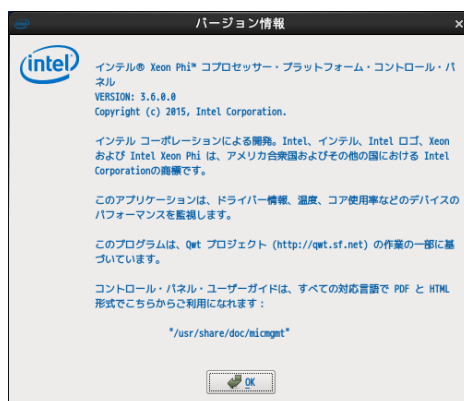 バージョン情報
intel
インテル® Xeon Phi™ コプロセッサー・プラットフォーム・コントロール・パ
ネル
VERSION: 3.6.0.0
Copyright (c) 2015, Intel Corporation.
インテル コーポレーションによる開発。Intel、インテル、Intel ロゴ、Xeon
および Intel Xeon Phi は、アメリカ合衆国およびその他の国における Intel
Corporationの商標です。
このアプリケーションは、ドライバー情報、温度、コア使用率などのデバイスの
パフォーマンスを監視します。
このプログラムは、Qwt プロジェクト (http://qwt.sf.net) の作業の一部に基
づいています。
コントロール・パネル・ユーザーガイドは、すべての対応言語で PDF と HTML
形式でこちらからご利用になれます：
"/usr/share/doc/micmgmt"
OK